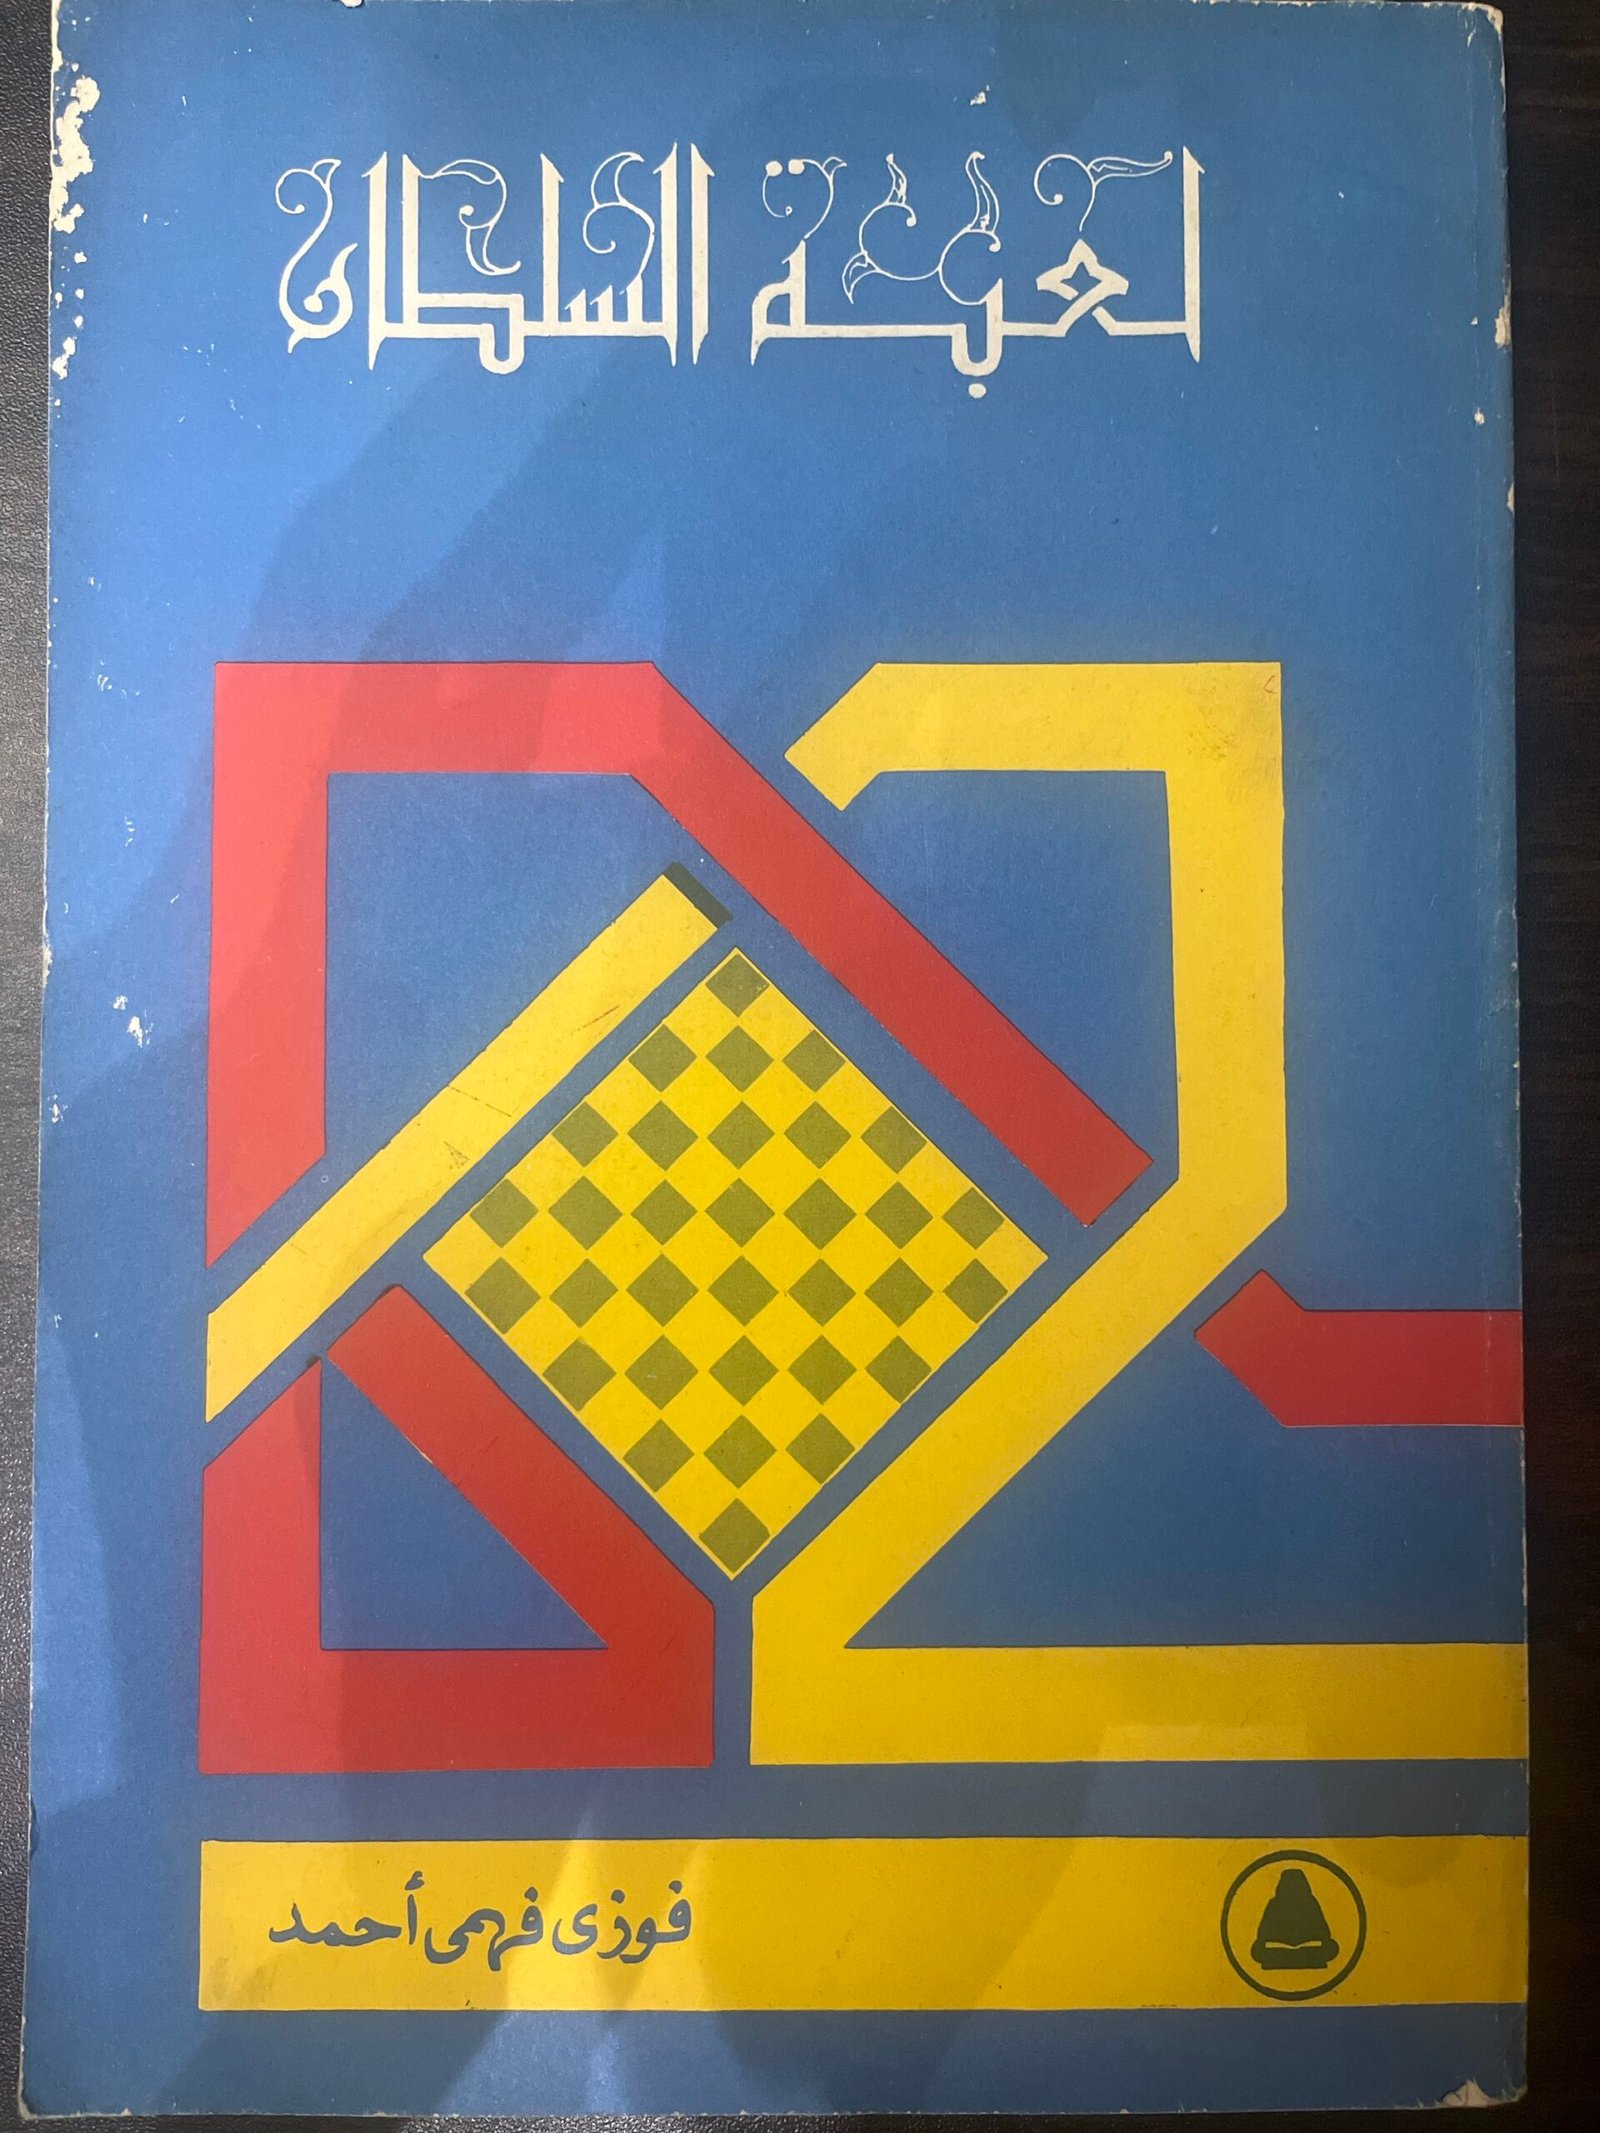 لعبة السلطان
فوزى فهمى أحمد